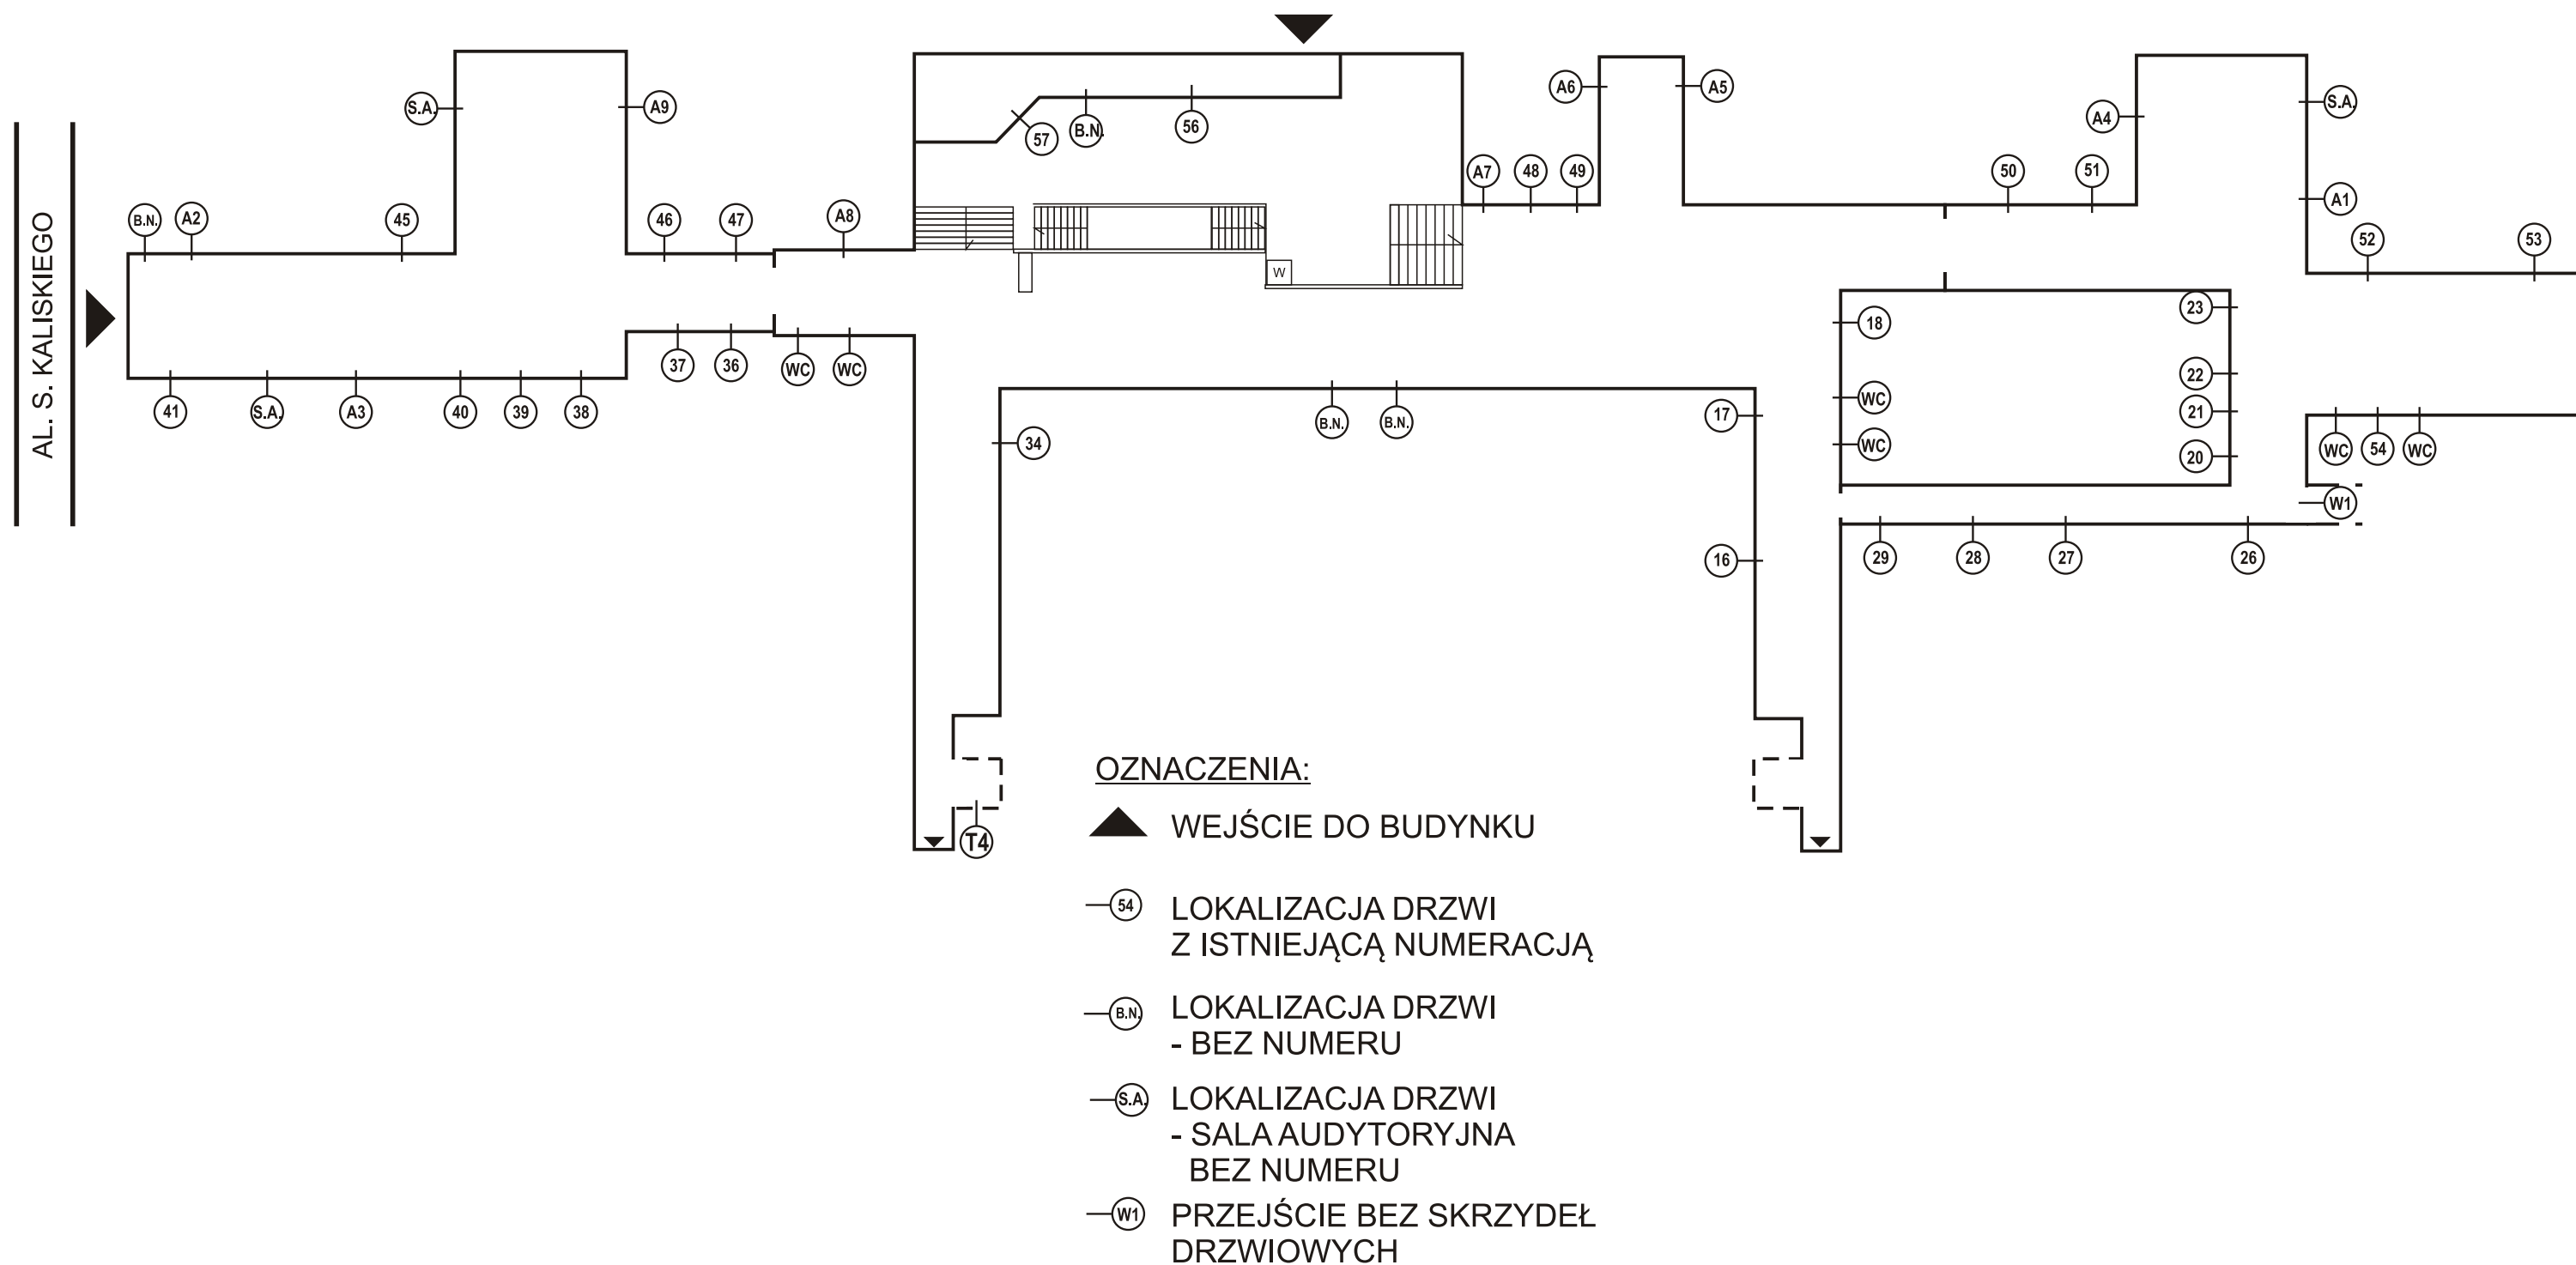 AL. S. KALISKIEGO
S.A.
A9
A6
A5
A4
S.A.
57
B.N.
56
B.N.
A2
45
46
47
A8
A7
48
49
50
51
A1
52
53
W
41
S.A.
A3
40
39
38
37
36
WC
WC
34
B.N.
B.N.
17
16
18
WC
WC
23
22
21
20
WC
54
WC
W1
29
28
27
26
T4
OZNACZENIA:
WEJŚCIE DO BUDYNKU
54
LOKALIZACJA DRZWI
Z ISTNIEJĄCĄ NUMERACJĄ
B.N.
LOKALIZACJA DRZWI
- BEZ NUMERU
S.A.
LOKALIZACJA DRZWI
- SALA AUDYTORYJNA
BEZ NUMERU
W1
PRZEJŚCIE BEZ SKRZYDEŁ
DRZWIOWYCH